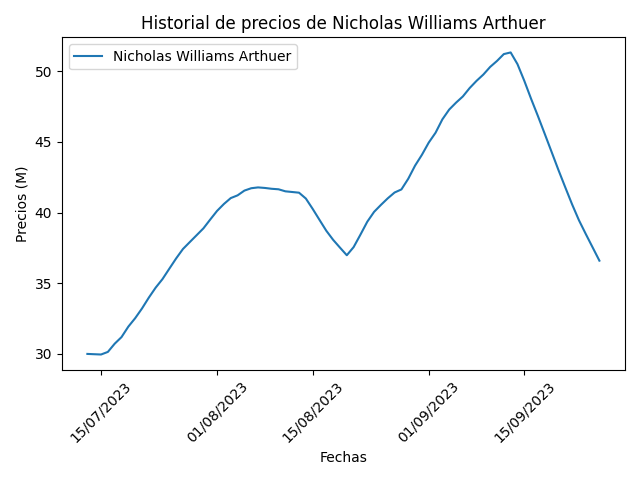 Historial de precios de Nicholas Williams Arthuer
Nicholas Williams Arthuer
Precios (M)
50
45
40
35
30
15/07/2023
01/08/2023
15/08/2023
01/09/2023
15/09/2023
Fechas